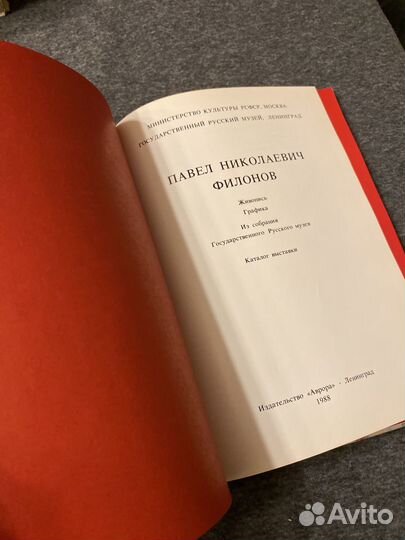 МИНИСТЕРСТВО КУЛЬТУРЫ РСФСР, МОСКВА
ГОСУДАРСТВЕННЫЙ РУССКИЙ МУЗЕЙ, ЛЕНИНГРАД
ПАВЕЛ НИКОЛАЕВИЧ
ФИЛОНОВ
Живопись
Графика
Из собрания
Государственного Русского музея
Каталог выставки
Издательство «Аврора» · Ленинград
1988
Avito